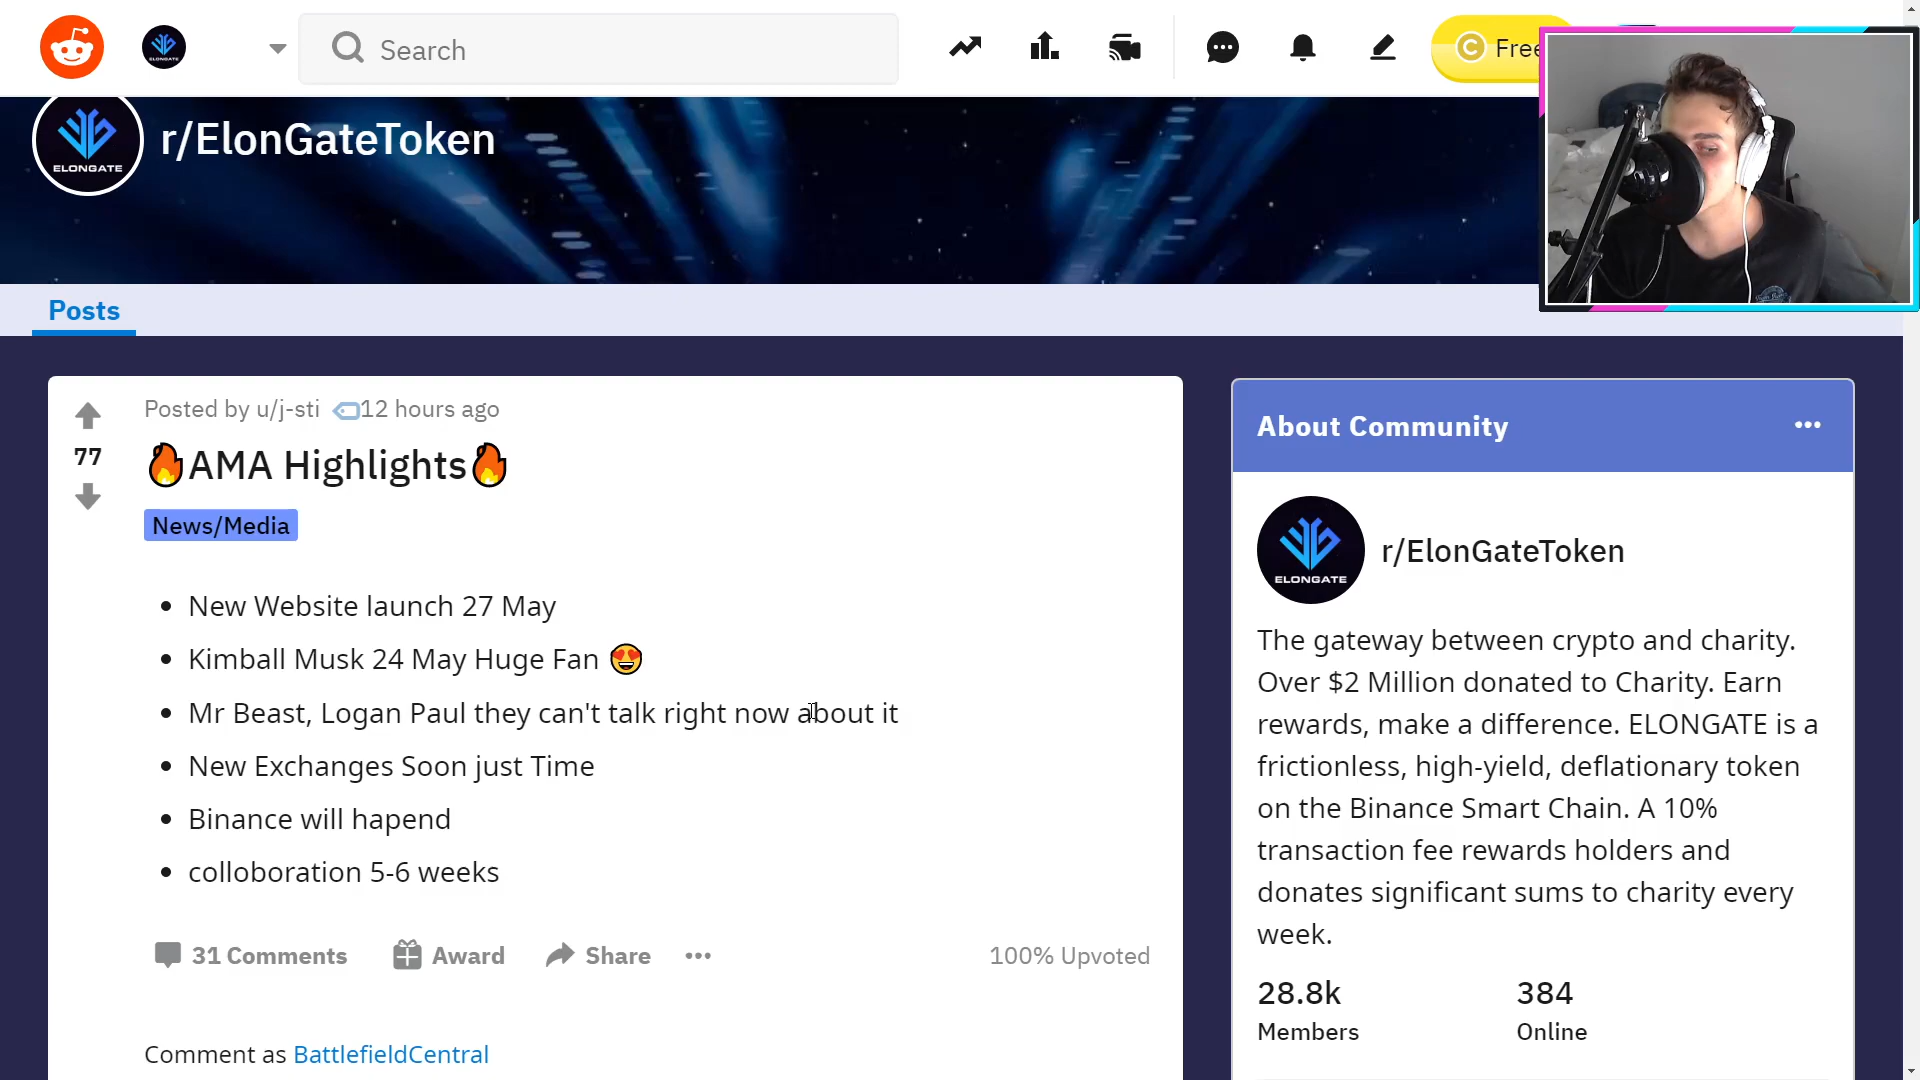 Search
Free
ELONGATE
r/ElonGateToken
ELONGATE
Posts
Posted by u/j-sti 12 hours ago
77
🔥AMA Highlights🔥
News/Media
• New Website launch 27 May
• Kimball Musk 24 May Huge Fan 😍
• Mr Beast, Logan Paul they can't talk right now about it
• New Exchanges Soon just Time
• Binance will hapend
• colloboration 5-6 weeks
31 Comments Award Share ••• 100% Upvoted
Comment as BattlefieldCentral
About Community
ELONGATE
r/ElonGateToken
The gateway between crypto and charity.
Over $2 Million donated to Charity. Earn
rewards, make a difference. ELONGATE is a
frictionless, high-yield, deflationary token
on the Binance Smart Chain. A 10%
transaction fee rewards holders and
donates significant sums to charity every
week.
28.8k 384
Members Online